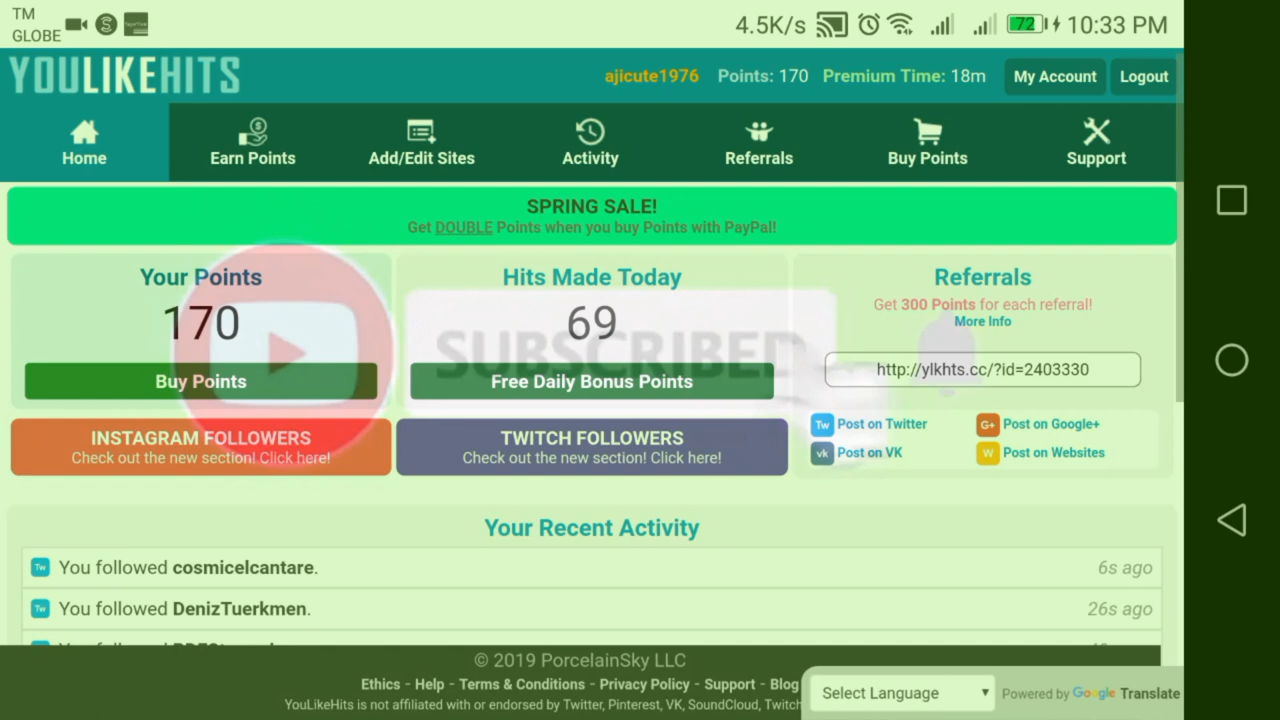 TM
GLOBE
4.5K/s
72
10:33 PM
YOULIKEHITS
ajicute1976 Points: 170 Premium Time: 18m My Account Logout
Home Earn Points Add/Edit Sites Activity Referrals Buy Points Support
SPRING SALE!
Get DOUBLE Points when you buy Points with PayPal!
Your Points
170
Buy Points
Hits Made Today
69
Free Daily Bonus Points
SUBSCRIBED
Referrals
Get 300 Points for each referral!
More Info
http://ylkhts.cc/?id=2403330
Tw Post on Twitter
G+ Post on Google+
vk Post on VK
W Post on Websites
INSTAGRAM FOLLOWERS
Check out the new section! Click here!
TWITCH FOLLOWERS
Check out the new section! Click here!
Your Recent Activity
Tw You followed cosmicelcantare. 6s ago
Tw You followed DenizTuerkmen. 26s ago
© 2019 PorcelainSky LLC
Ethics - Help - Terms & Conditions - Privacy Policy - Support - Blog
YouLikeHits is not affiliated with or endorsed by Twitter, Pinterest, VK, SoundCloud, Twitch
Select Language
Powered by Google Translate